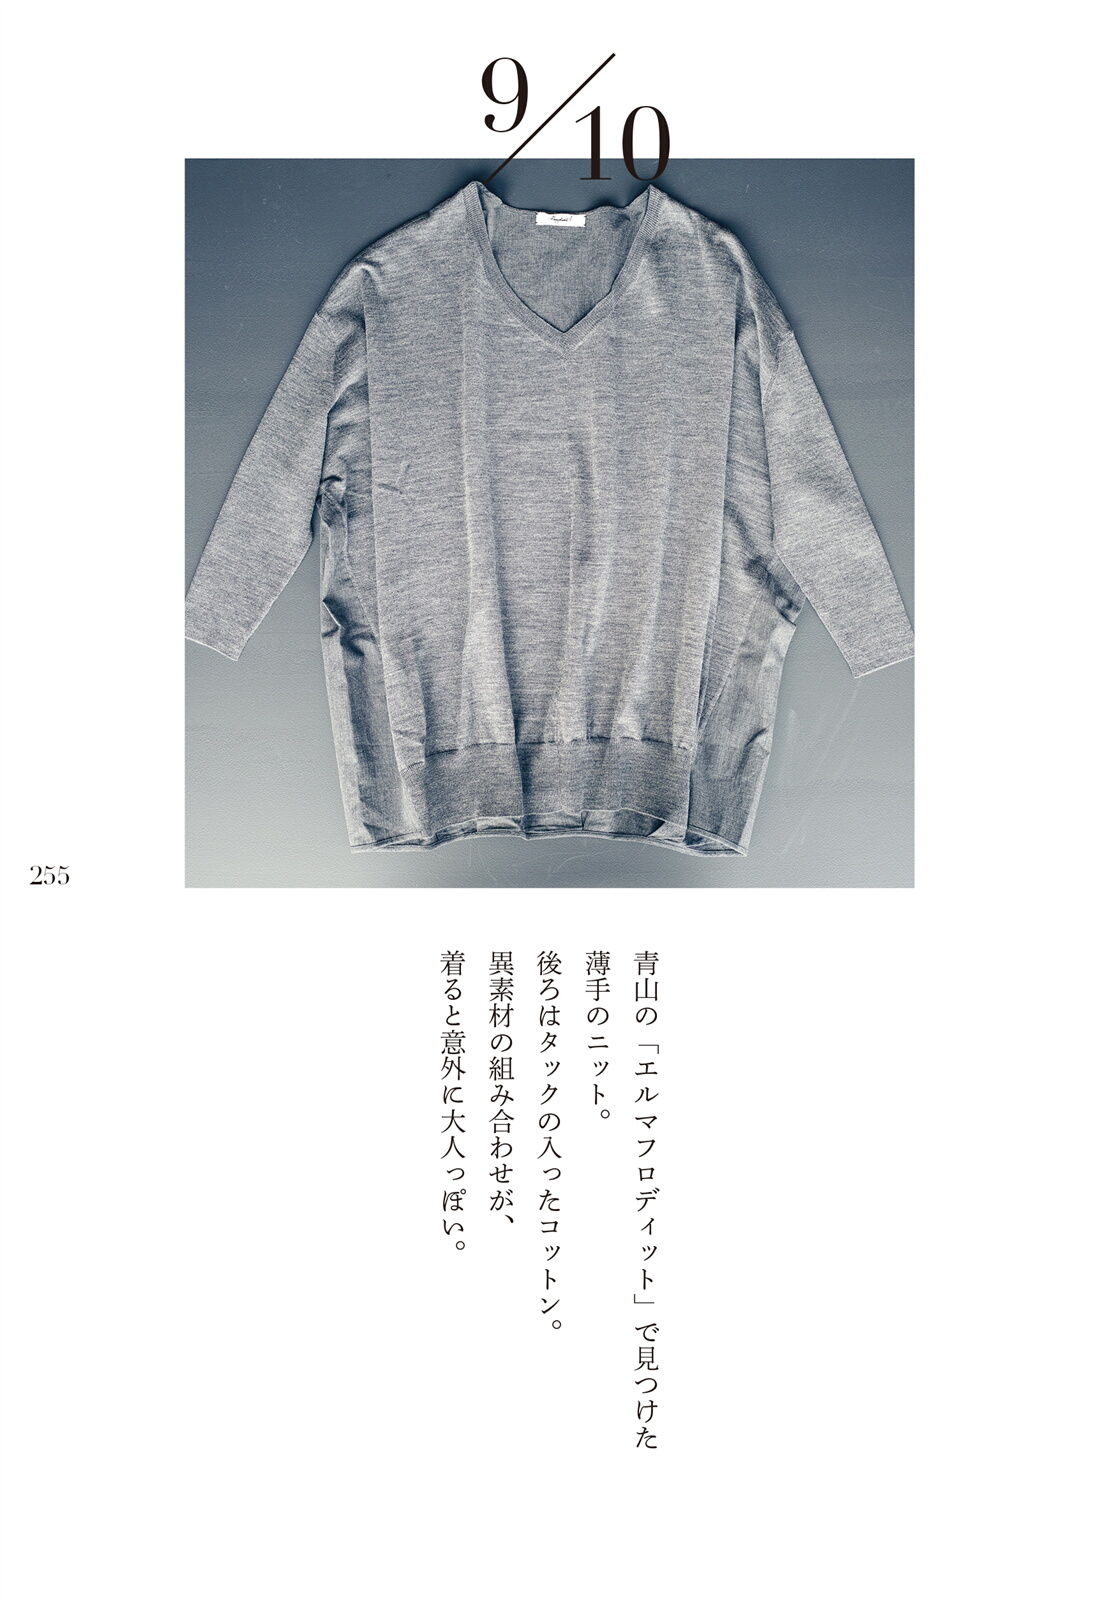 9/10
青山の「エルマフロディット」で見つけた
薄手のニット。
後ろはタックの入ったコットン。
異素材の組み合わせが、
着ると意外に大人っぽい。
255